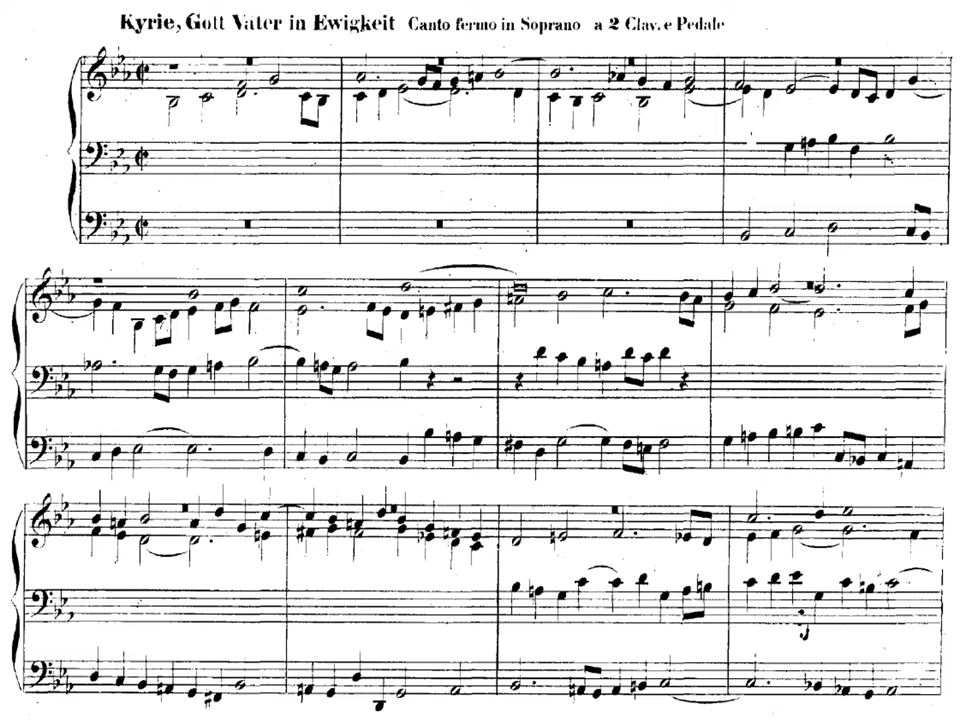 Kyrie, Gott Vater in Ewigkeit Canto fermo in Soprano a 2 Clav. e Pedale